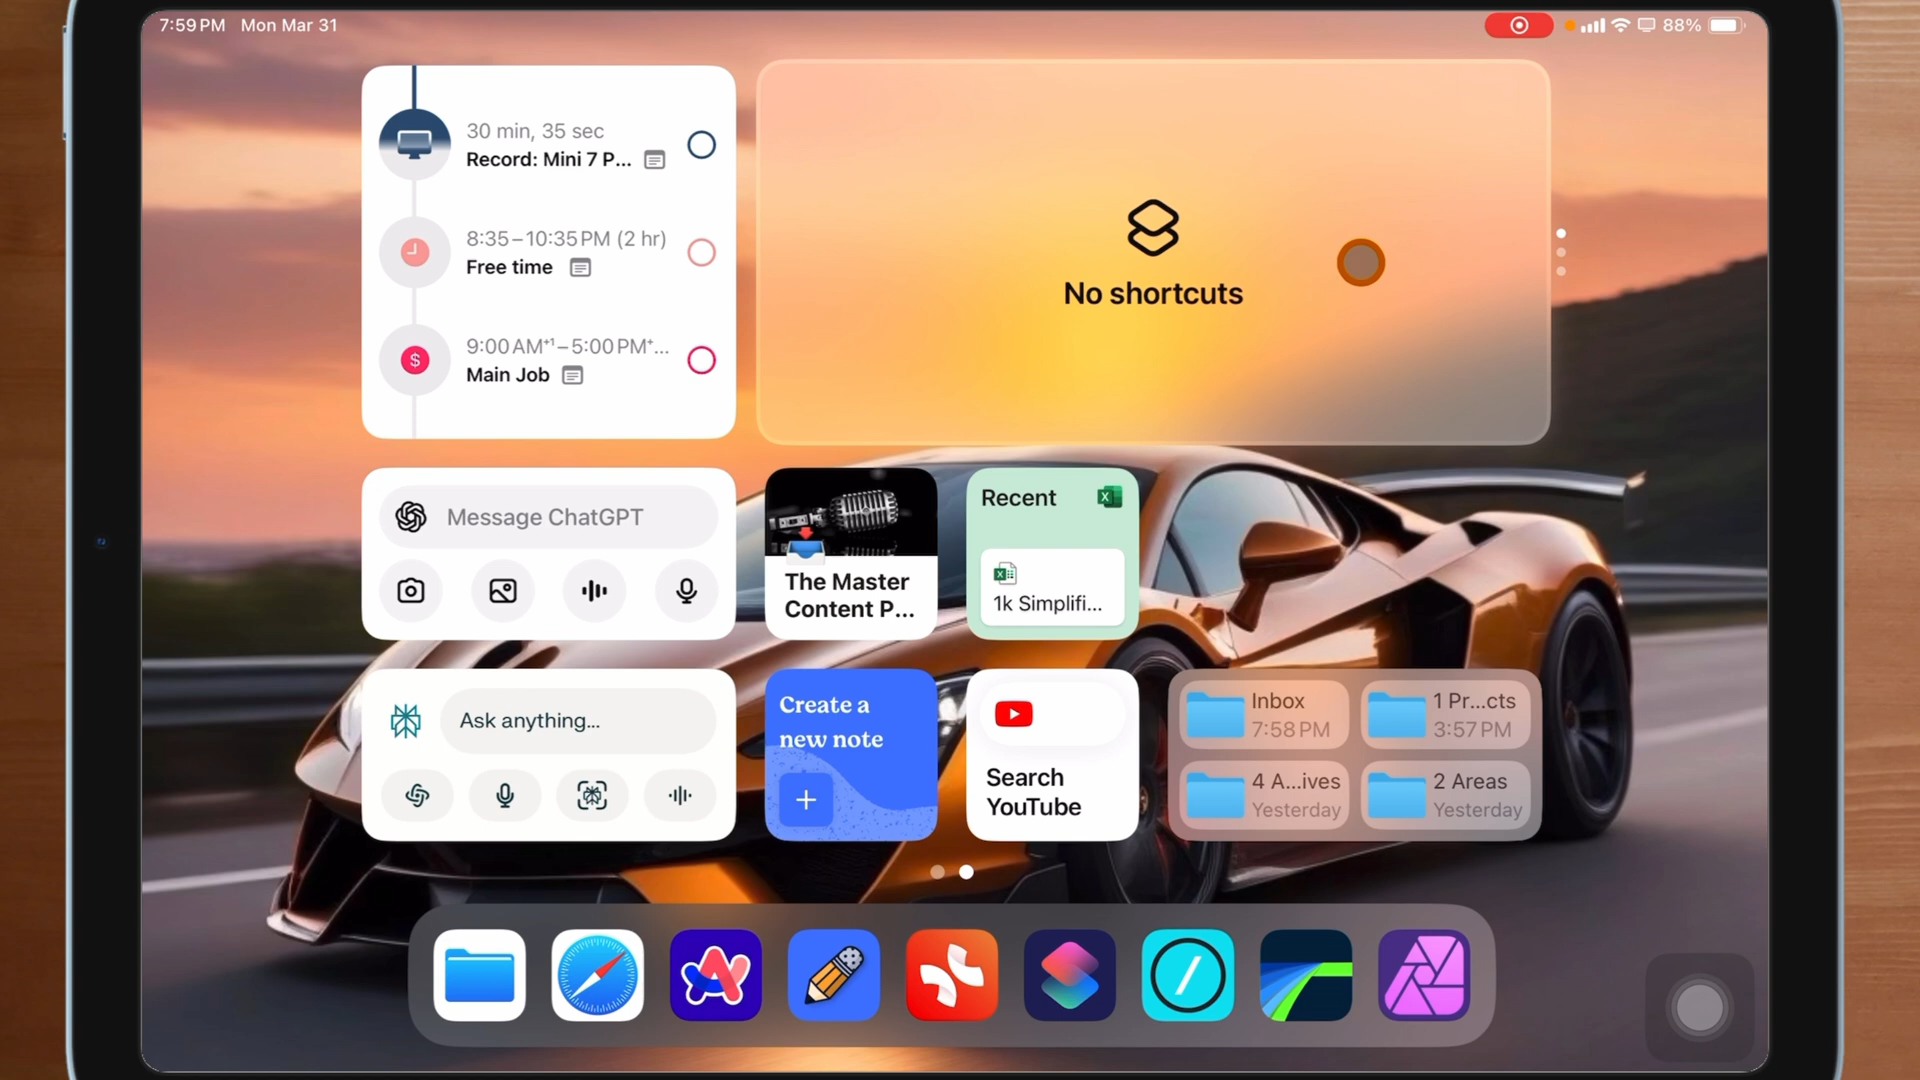 7:59 PM Mon Mar 31
88%
30 min, 35 sec
Record: Mini 7 P...
8:35 – 10:35 PM (2 hr)
Free time
9:00 AM⁺¹ – 5:00 PM⁺...
Main Job
No shortcuts
Message ChatGPT
The Master
Content P...
Recent
1k Simplifi...
Ask anything...
Create a
new note
Search
YouTube
Inbox
7:58 PM
1 Pr...cts
3:57 PM
4 A...ives
Yesterday
2 Areas
Yesterday